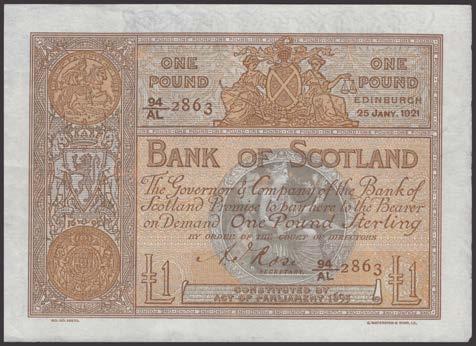 ONE POUND
ONE POUND
EDINBURGH
25 JANY. 1921
94/AL 2863
BANK OF SCOTLAND
The Governor & Company of the Bank of
Scotland Promise to pay here to the Bearer
on Demand One Pound Sterling
BY ORDER OF THE COURT OF DIRECTORS
SECRETARY.
94/AL 2863
£1
£1
CONSTITUTED BY
ACT OF PARLIAMENT 1695